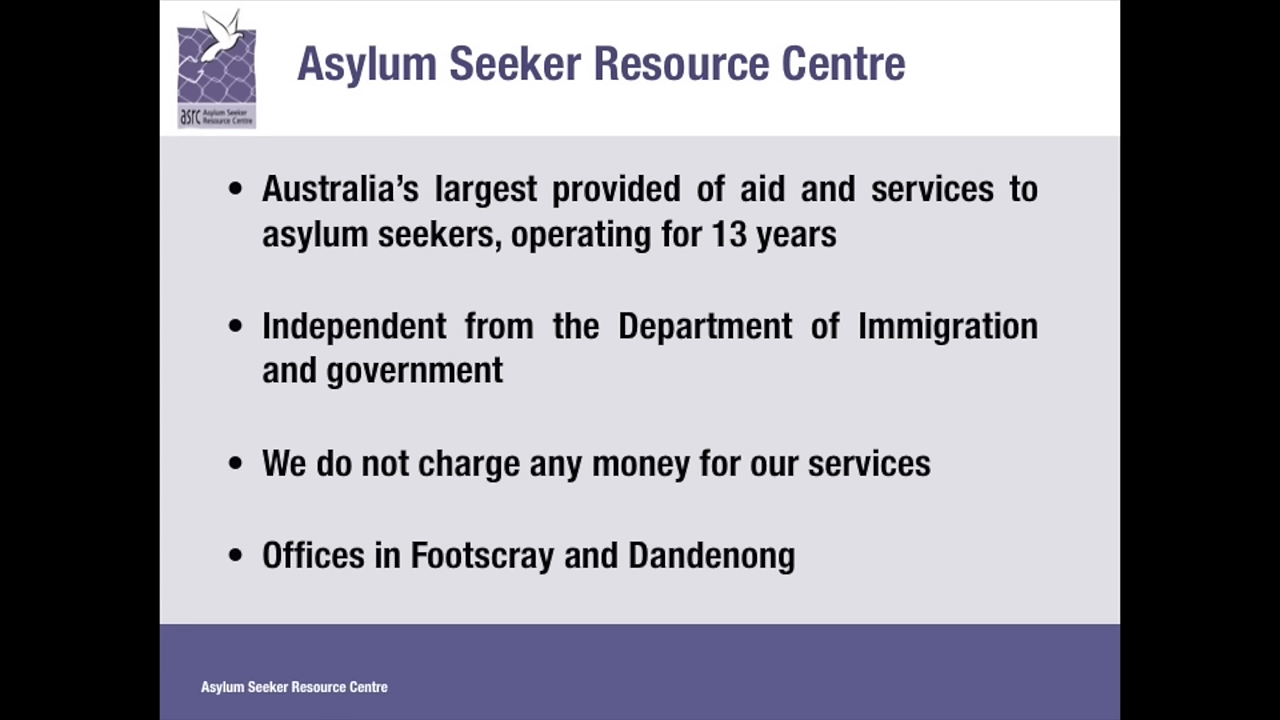 Asylum Seeker Resource Centre
asrc Asylum Seeker
Resource Centre
• Australia’s largest provided of aid and services to
asylum seekers, operating for 13 years
• Independent from the Department of Immigration
and government
• We do not charge any money for our services
• Offices in Footscray and Dandenong
Asylum Seeker Resource Centre